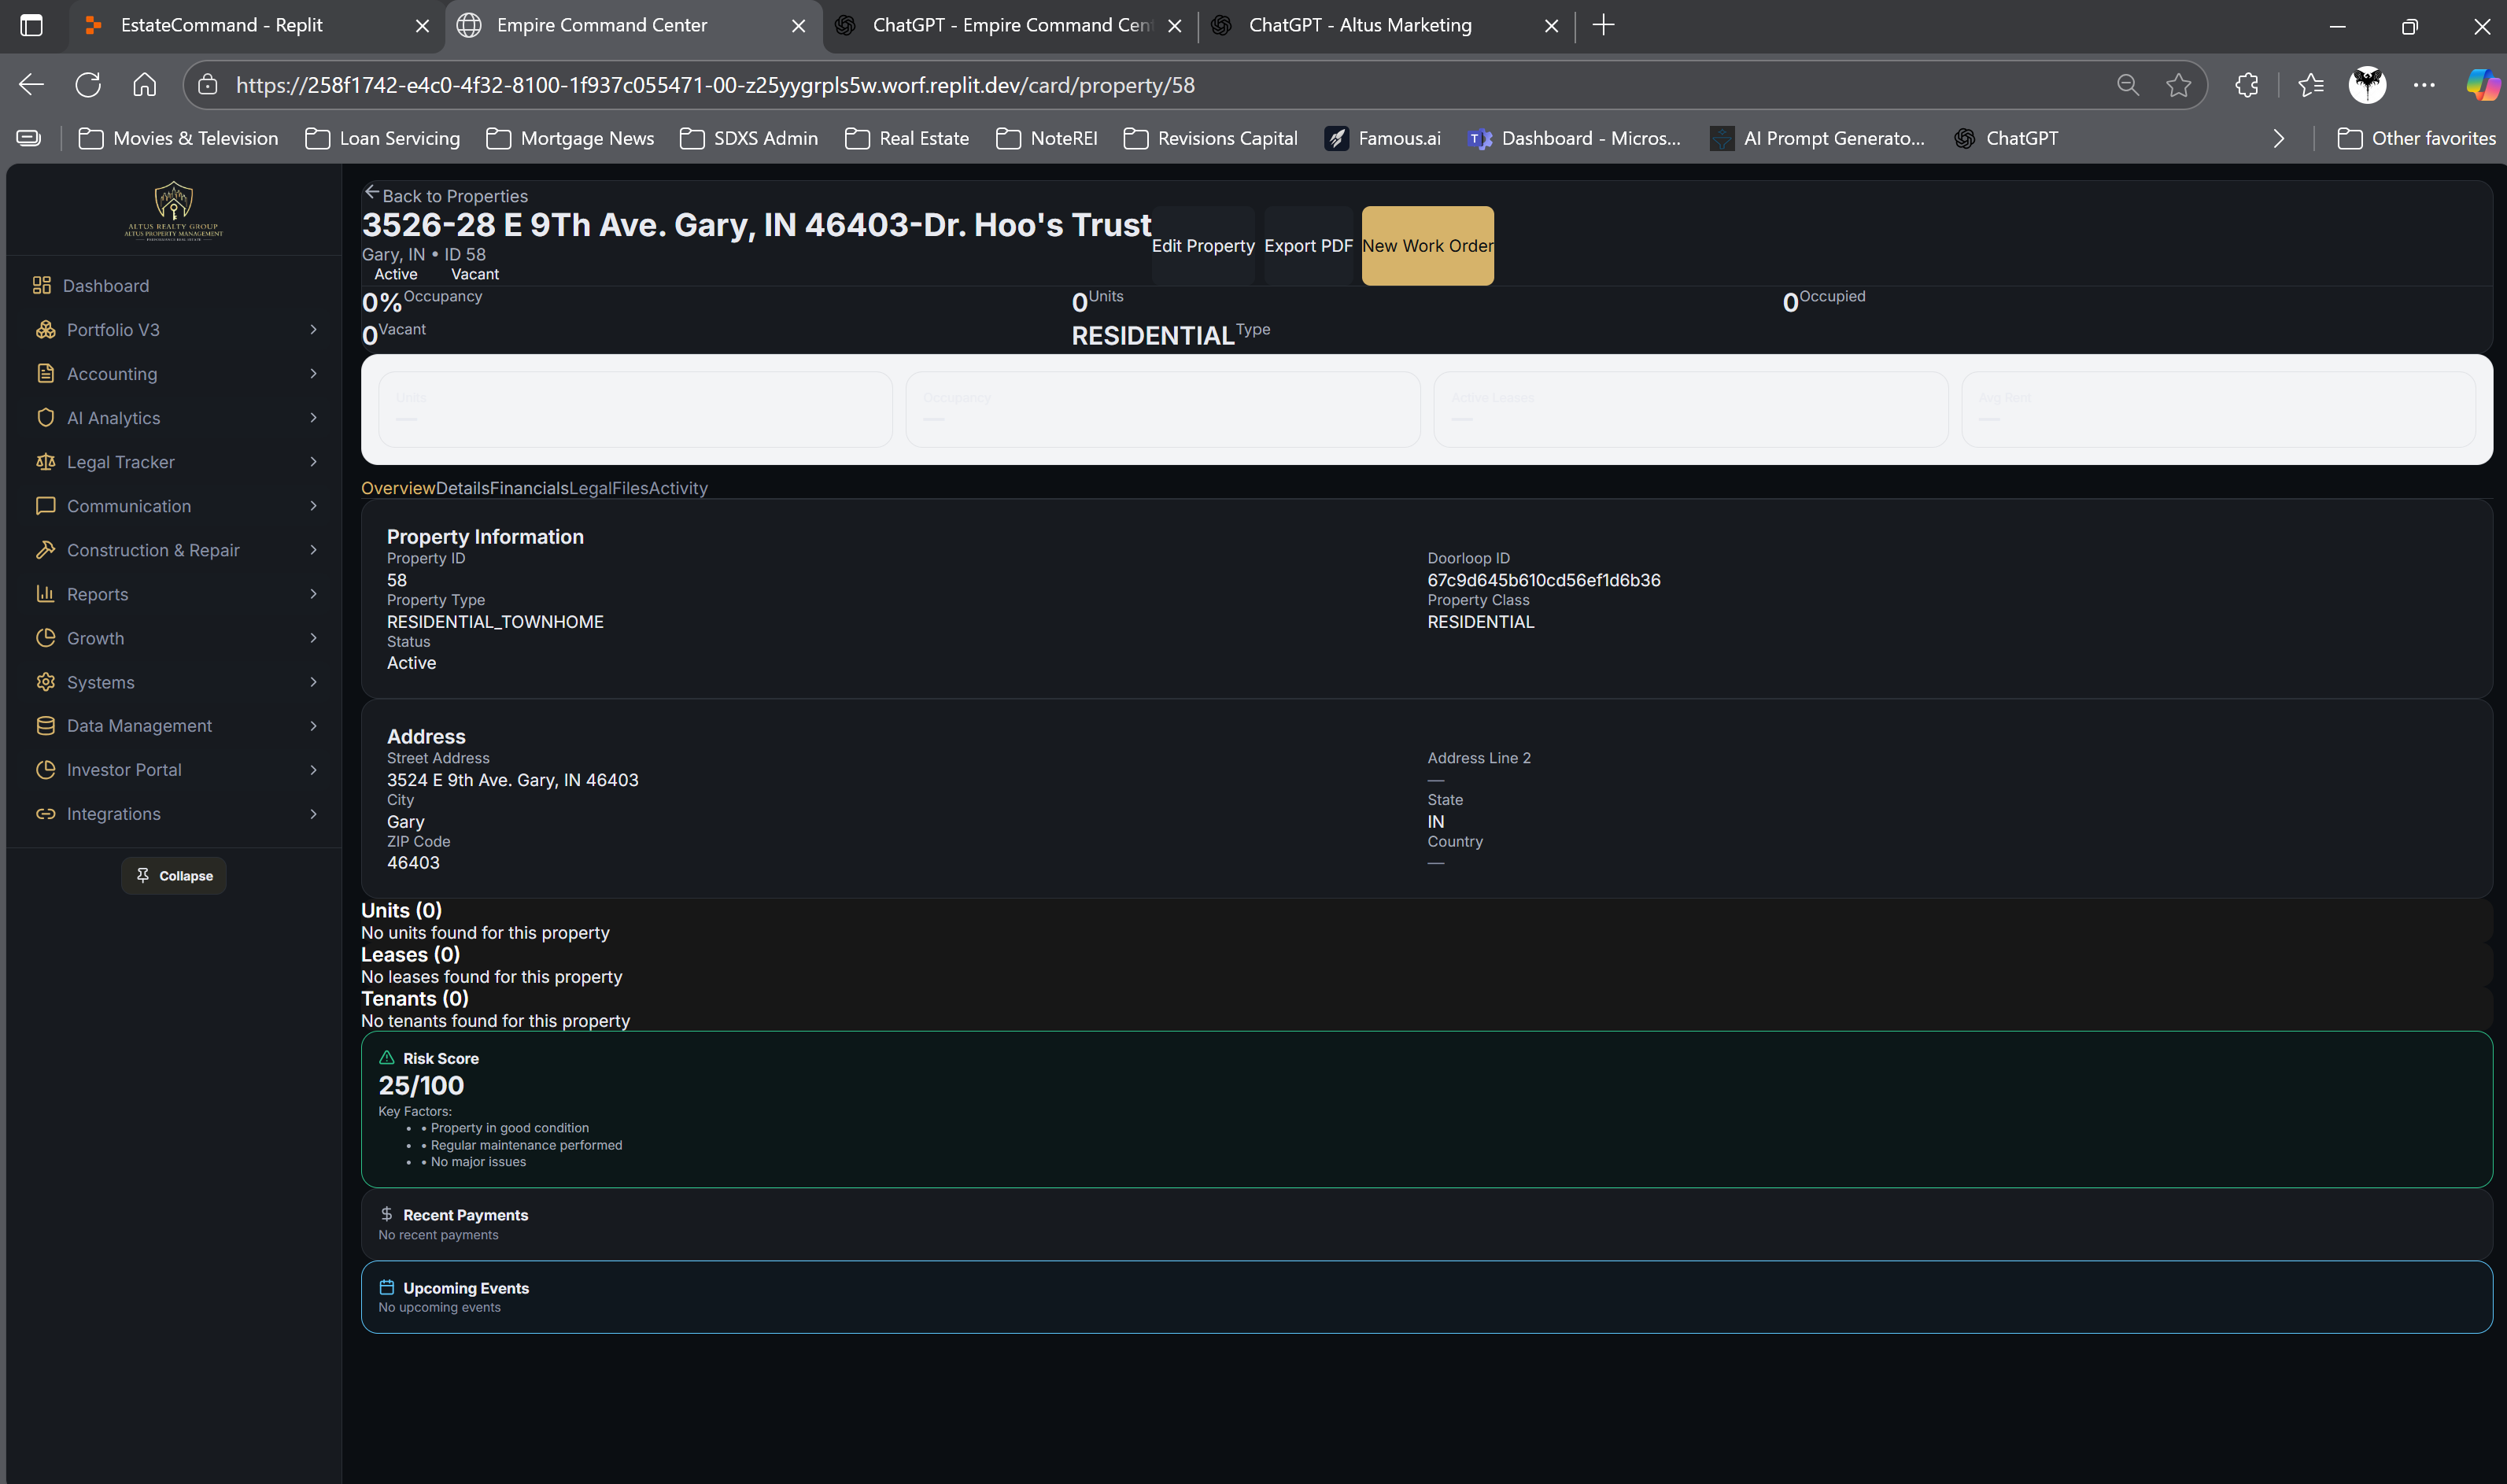 EstateCommand - Replit
Empire Command Center
ChatGPT - Empire Command Cen
ChatGPT - Altus Marketing
https://258f1742-e4c0-4f32-8100-1f937c055471-00-z25yygrpls5w.worf.replit.dev/card/property/58
Movies & Television
Loan Servicing
Mortgage News
SDXS Admin
Real Estate
NoteREI
Revisions Capital
Famous.ai
Dashboard - Micros...
AI Prompt Generato...
ChatGPT
Other favorites
ALTUS REALTY GROUP
ALTUS PROPERTY MANAGEMENT
Dashboard
Portfolio V3
Accounting
AI Analytics
Legal Tracker
Communication
Construction & Repair
Reports
Growth
Systems
Data Management
Investor Portal
Integrations
Collapse
Back to Properties
3526-28 E 9Th Ave. Gary, IN 46403-Dr. Hoo's Trust
Gary, IN • ID 58
Active Vacant
Edit Property
Export PDF
New Work Order
0% Occupancy
0 Units
0 Occupied
0 Vacant
RESIDENTIAL Type
Units
—
Occupancy
—
Active Leases
—
Avg Rent
—
OverviewDetailsFinancialsLegalFilesActivity
Property Information
Property ID
58
Doorloop ID
67c9d645b610cd56ef1d6b36
Property Type
RESIDENTIAL_TOWNHOME
Property Class
RESIDENTIAL
Status
Active
Address
Street Address
3524 E 9th Ave. Gary, IN 46403
Address Line 2
—
City
Gary
State
IN
ZIP Code
46403
Country
—
Units (0)
No units found for this property
Leases (0)
No leases found for this property
Tenants (0)
No tenants found for this property
Risk Score
25/100
Key Factors:
• • Property in good condition
• • Regular maintenance performed
• • No major issues
Recent Payments
No recent payments
Upcoming Events
No upcoming events